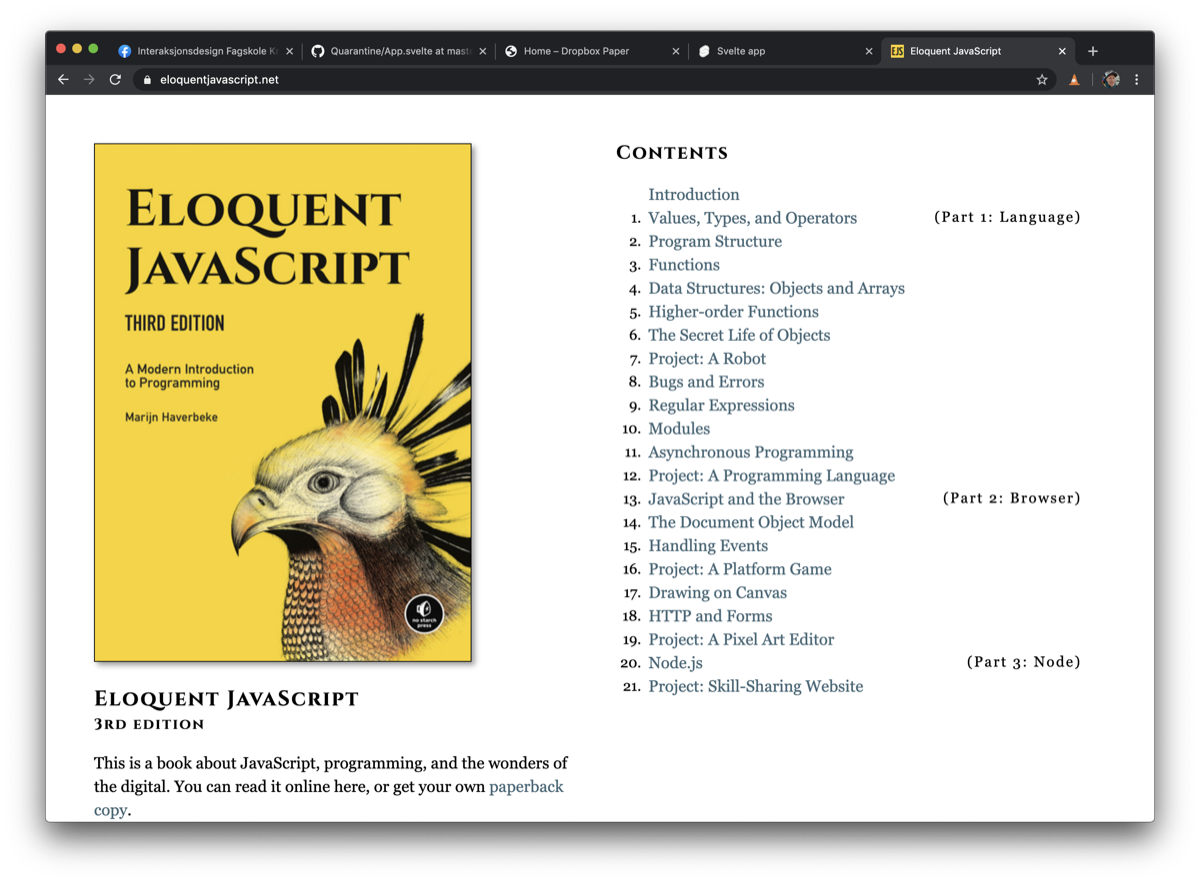 Interaksjonsdesign Fagskole K
Quarantine/App.svelte at mast
Home – Dropbox Paper
Svelte app
EJS
Eloquent JavaScript
eloquentjavascript.net
ELOQUENT
JAVASCRIPT
THIRD EDITION
A Modern Introduction
to Programming
Marijn Haverbeke
no starch
press
ELOQUENT JAVASCRIPT
3RD EDITION
This is a book about JavaScript, programming, and the wonders of
the digital. You can read it online here, or get your own paperback
copy.
CONTENTS
Introduction
1. Values, Types, and Operators (Part 1: Language)
2. Program Structure
3. Functions
4. Data Structures: Objects and Arrays
5. Higher-order Functions
6. The Secret Life of Objects
7. Project: A Robot
8. Bugs and Errors
9. Regular Expressions
10. Modules
11. Asynchronous Programming
12. Project: A Programming Language
13. JavaScript and the Browser (Part 2: Browser)
14. The Document Object Model
15. Handling Events
16. Project: A Platform Game
17. Drawing on Canvas
18. HTTP and Forms
19. Project: A Pixel Art Editor
20. Node.js (Part 3: Node)
21. Project: Skill-Sharing Website